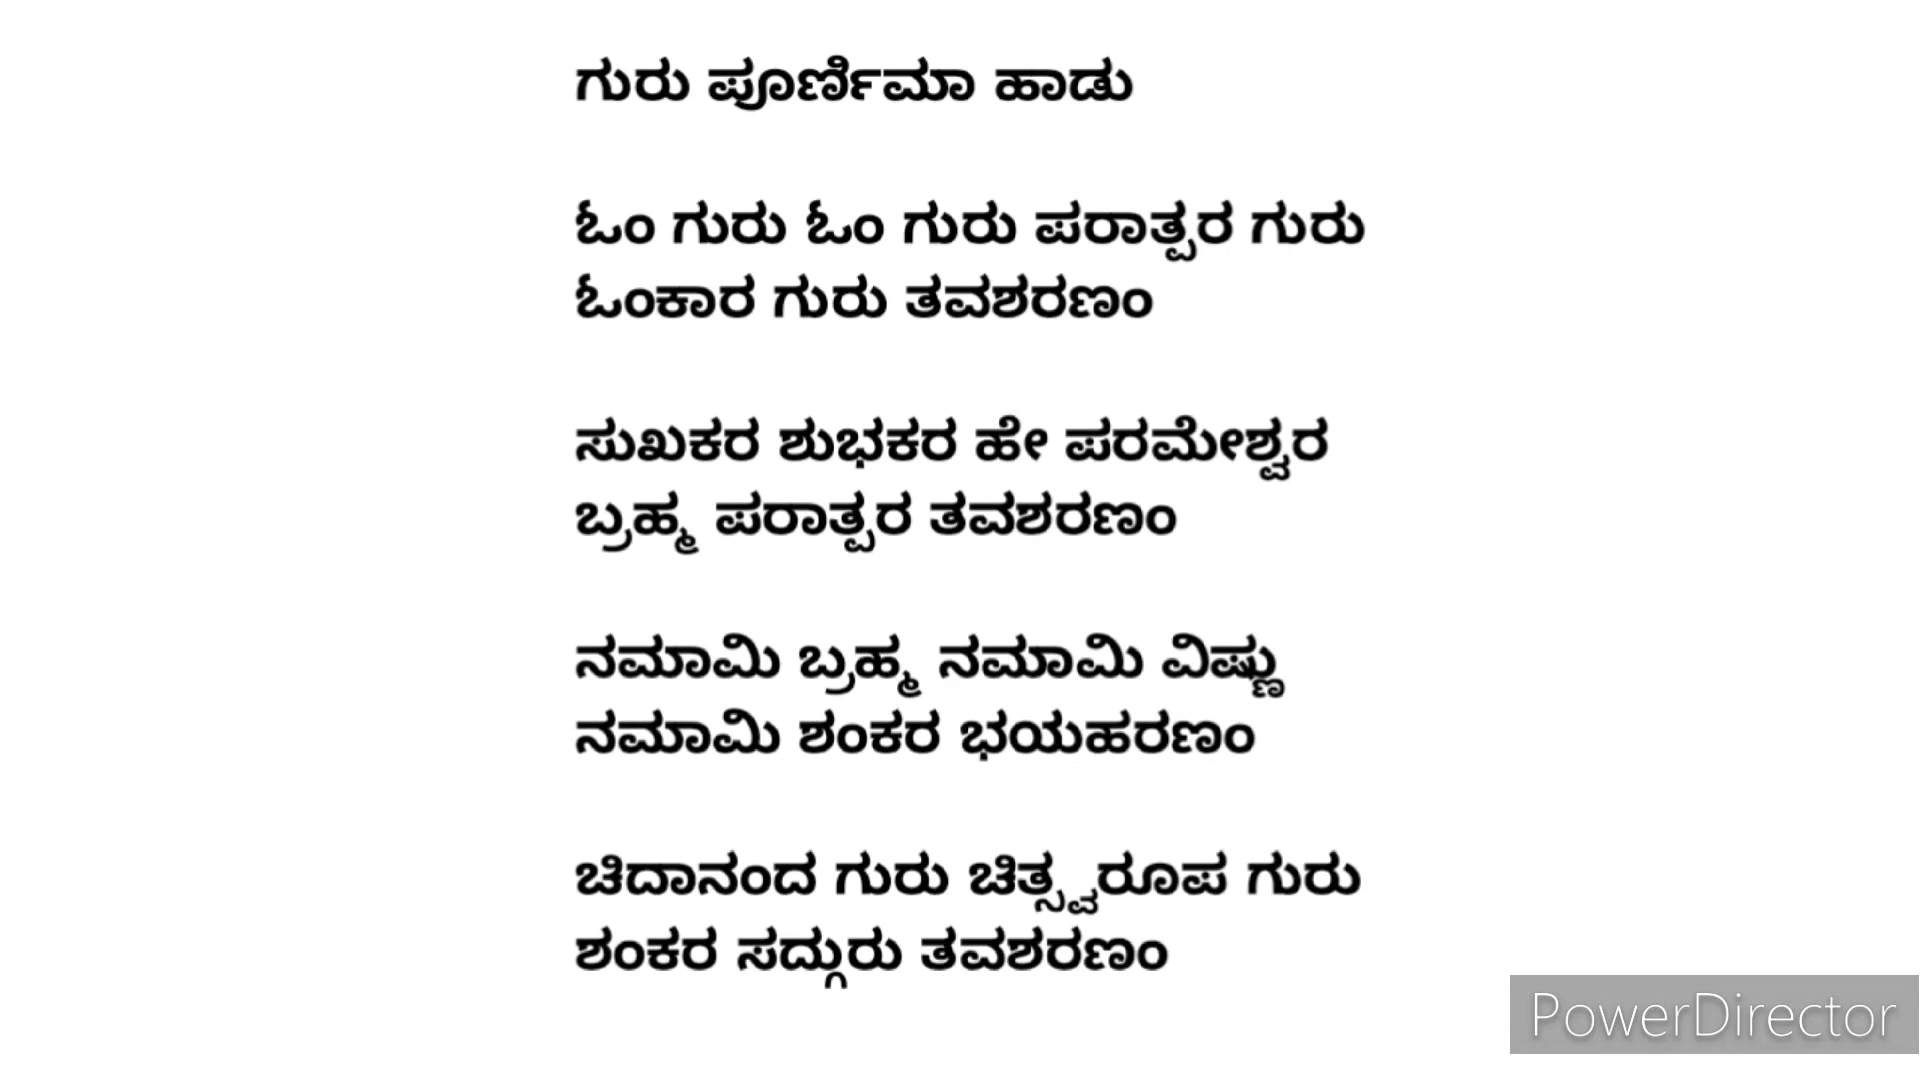 ಗುರು ಪೂರ್ಣಿಮಾ ಹಾಡು
ಓಂ ಗುರು ಓಂ ಗುರು ಪರಾತ್ಪರ ಗುರು
ಓಂಕಾರ ಗುರು ತವಶರಣಂ
ಸುಖಕರ ಶುಭಕರ ಹೇ ಪರಮೇಶ್ವರ
ಬ್ರಹ್ಮ ಪರಾತ್ಪರ ತವಶರಣಂ
ನಮಾಮಿ ಬ್ರಹ್ಮ ನಮಾಮಿ ವಿಷ್ಣು
ನಮಾಮಿ ಶಂಕರ ಭಯಹರಣಂ
ಚಿದಾನಂದ ಗುರು ಚಿತ್ಸ್ವರೂಪ ಗುರು
ಶಂಕರ ಸದ್ಗುರು ತವಶರಣಂ
PowerDirector